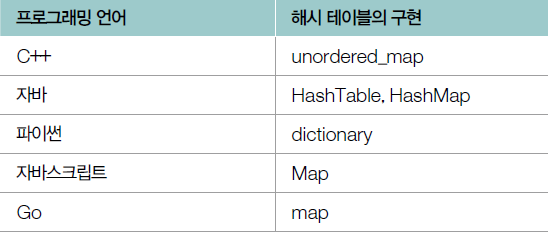 프로그래밍 언어 해시 테이블의 구현
C++ unordered_map
자바 HashTable, HashMap
파이썬 dictionary
자바스크립트 Map
Go map